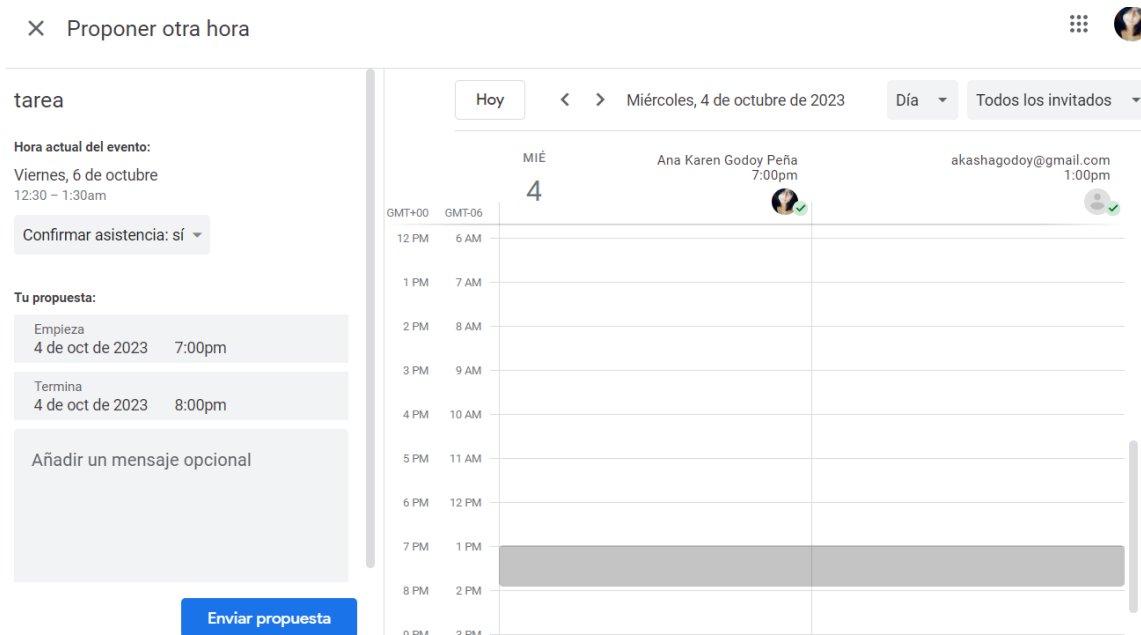 Proponer otra hora
tarea
Hora actual del evento:
Viernes, 6 de octubre
12:30 – 1:30am
Confirmar asistencia: sí
Tu propuesta:
Empieza
4 de oct de 2023 7:00pm
Termina
4 de oct de 2023 8:00pm
Añadir un mensaje opcional
Enviar propuesta
Hoy
Miércoles, 4 de octubre de 2023
Día
Todos los invitados
MIÉ
4
Ana Karen Godoy Peña
7:00pm
akashagodoy@gmail.com
1:00pm
GMT+00 GMT-06
12 PM 6 AM
1 PM 7 AM
2 PM 8 AM
3 PM 9 AM
4 PM 10 AM
5 PM 11 AM
6 PM 12 PM
7 PM 1 PM
8 PM 2 PM
9 PM 3 PM